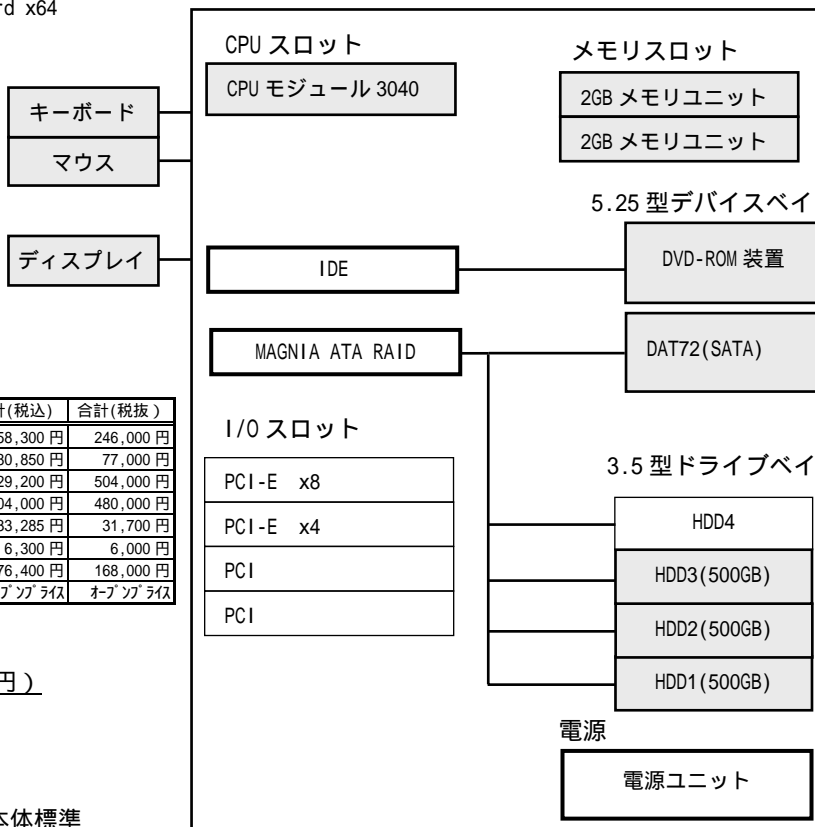 rd x64
CPU スロット
CPU モジュール 3040
メモリスロット
2GB メモリユニット
2GB メモリユニット
キーボード
マウス
ディスプレイ
5.25 型デバイスベイ
IDE
DVD-ROM 装置
MAGNIA ATA RAID
DAT72(SATA)
計(税込) 合計(税抜)
58,300 円 246,000 円
80,850 円 77,000 円
29,200 円 504,000 円
04,000 円 480,000 円
33,285 円 31,700 円
6,300 円 6,000 円
76,400 円 168,000 円
オープンプライス
I/O スロット
PCI-E x8
PCI-E x4
PCI
PCI
3.5 型ドライブベイ
HDD4
HDD3(500GB)
HDD2(500GB)
HDD1(500GB)
円)
電源
電源ユニット
本体標準